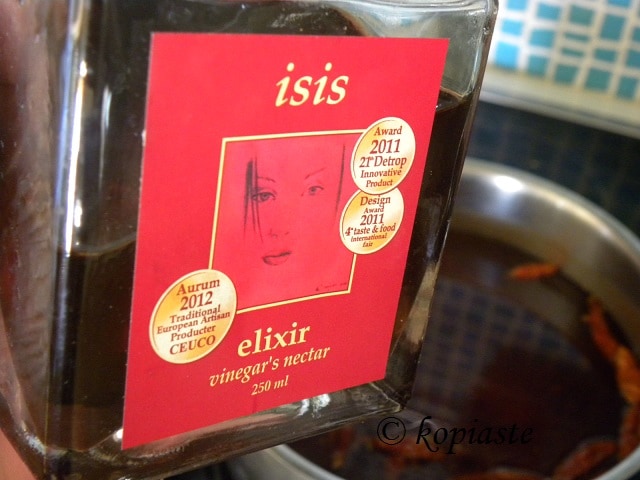 isis
Award
2011
21st Detrop
Innovative
Product
Design
Award
2011
4th taste & food
International
fair
Aurum
2012
Traditional
European Artisan
Producter
CEUCO
elixir
vinegar's nectar
250 ml
© kopiaste